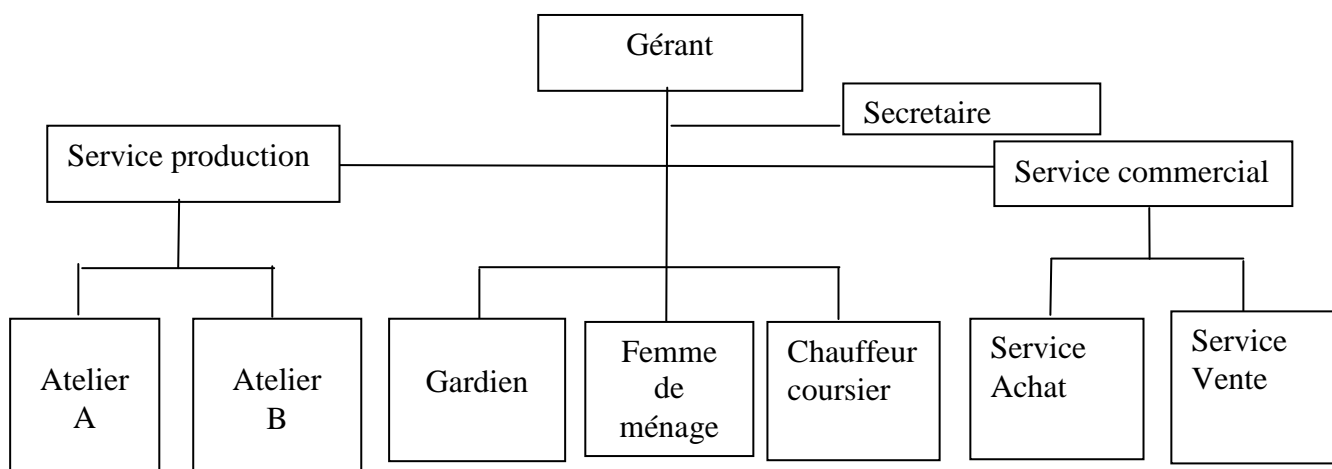 Gérant
Secretaire
Service production
Service commercial
Atelier
A
Atelier
B
Gardien
Femme
de
ménage
Chauffeur
coursier
Service
Achat
Service
Vente